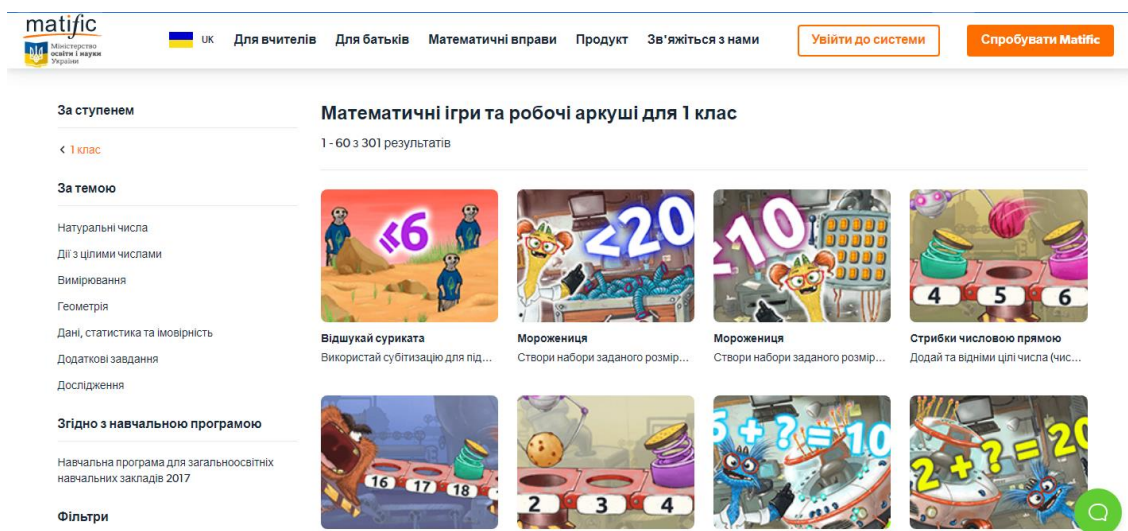 matific
Міністерство
освіти і науки
України
UK
Для вчителів
Для батьків
Математичні вправи
Продукт
Зв'яжіться з нами
Увійти до системи
Спробувати Matific
За ступенем
< 1 клас
За темою
Натуральні числа
Дії з цілими числами
Вимірювання
Геометрія
Дані, статистика та імовірність
Додаткові завдання
Дослідження
Згідно з навчальною програмою
Навчальна програма для загальноосвітніх
навчальних закладів 2017
Фільтри
Математичні ігри та робочі аркуші для 1 клас
1 - 60 з 301 результатів
≤6
<20
≤10
4 5 6
Відшукай суриката
Використай субітизацію для під...
Морожениця
Створи набори заданого розмір...
Морожениця
Створи набори заданого розмір...
Стрибки числовою прямою
Додай та відніми цілі числа (чис...
16 17 18
2 3 4
6 + ? = 10
2 + ? = 20